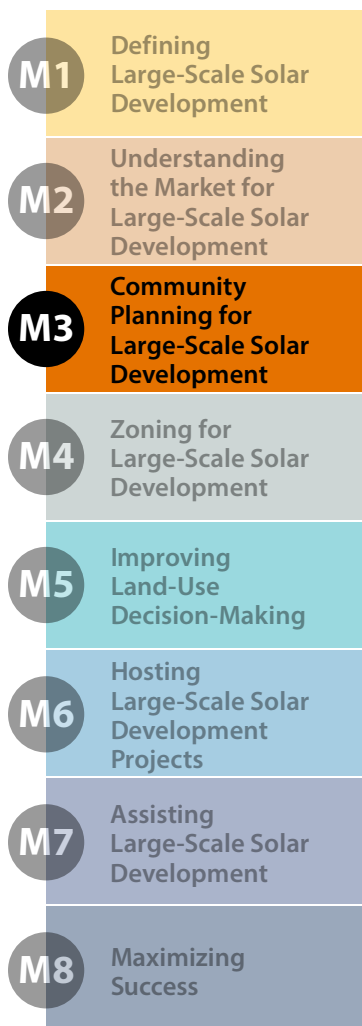 M1
Defining
Large-Scale Solar
Development
M2
Understanding
the Market for
Large-Scale Solar
Development
M3
Community
Planning for
Large-Scale Solar
Development
M4
Zoning for
Large-Scale Solar
Development
M5
Improving
Land-Use
Decision-Making
M6
Hosting
Large-Scale Solar
Development
Projects
M7
Assisting
Large-Scale Solar
Development
M8
Maximizing
Success